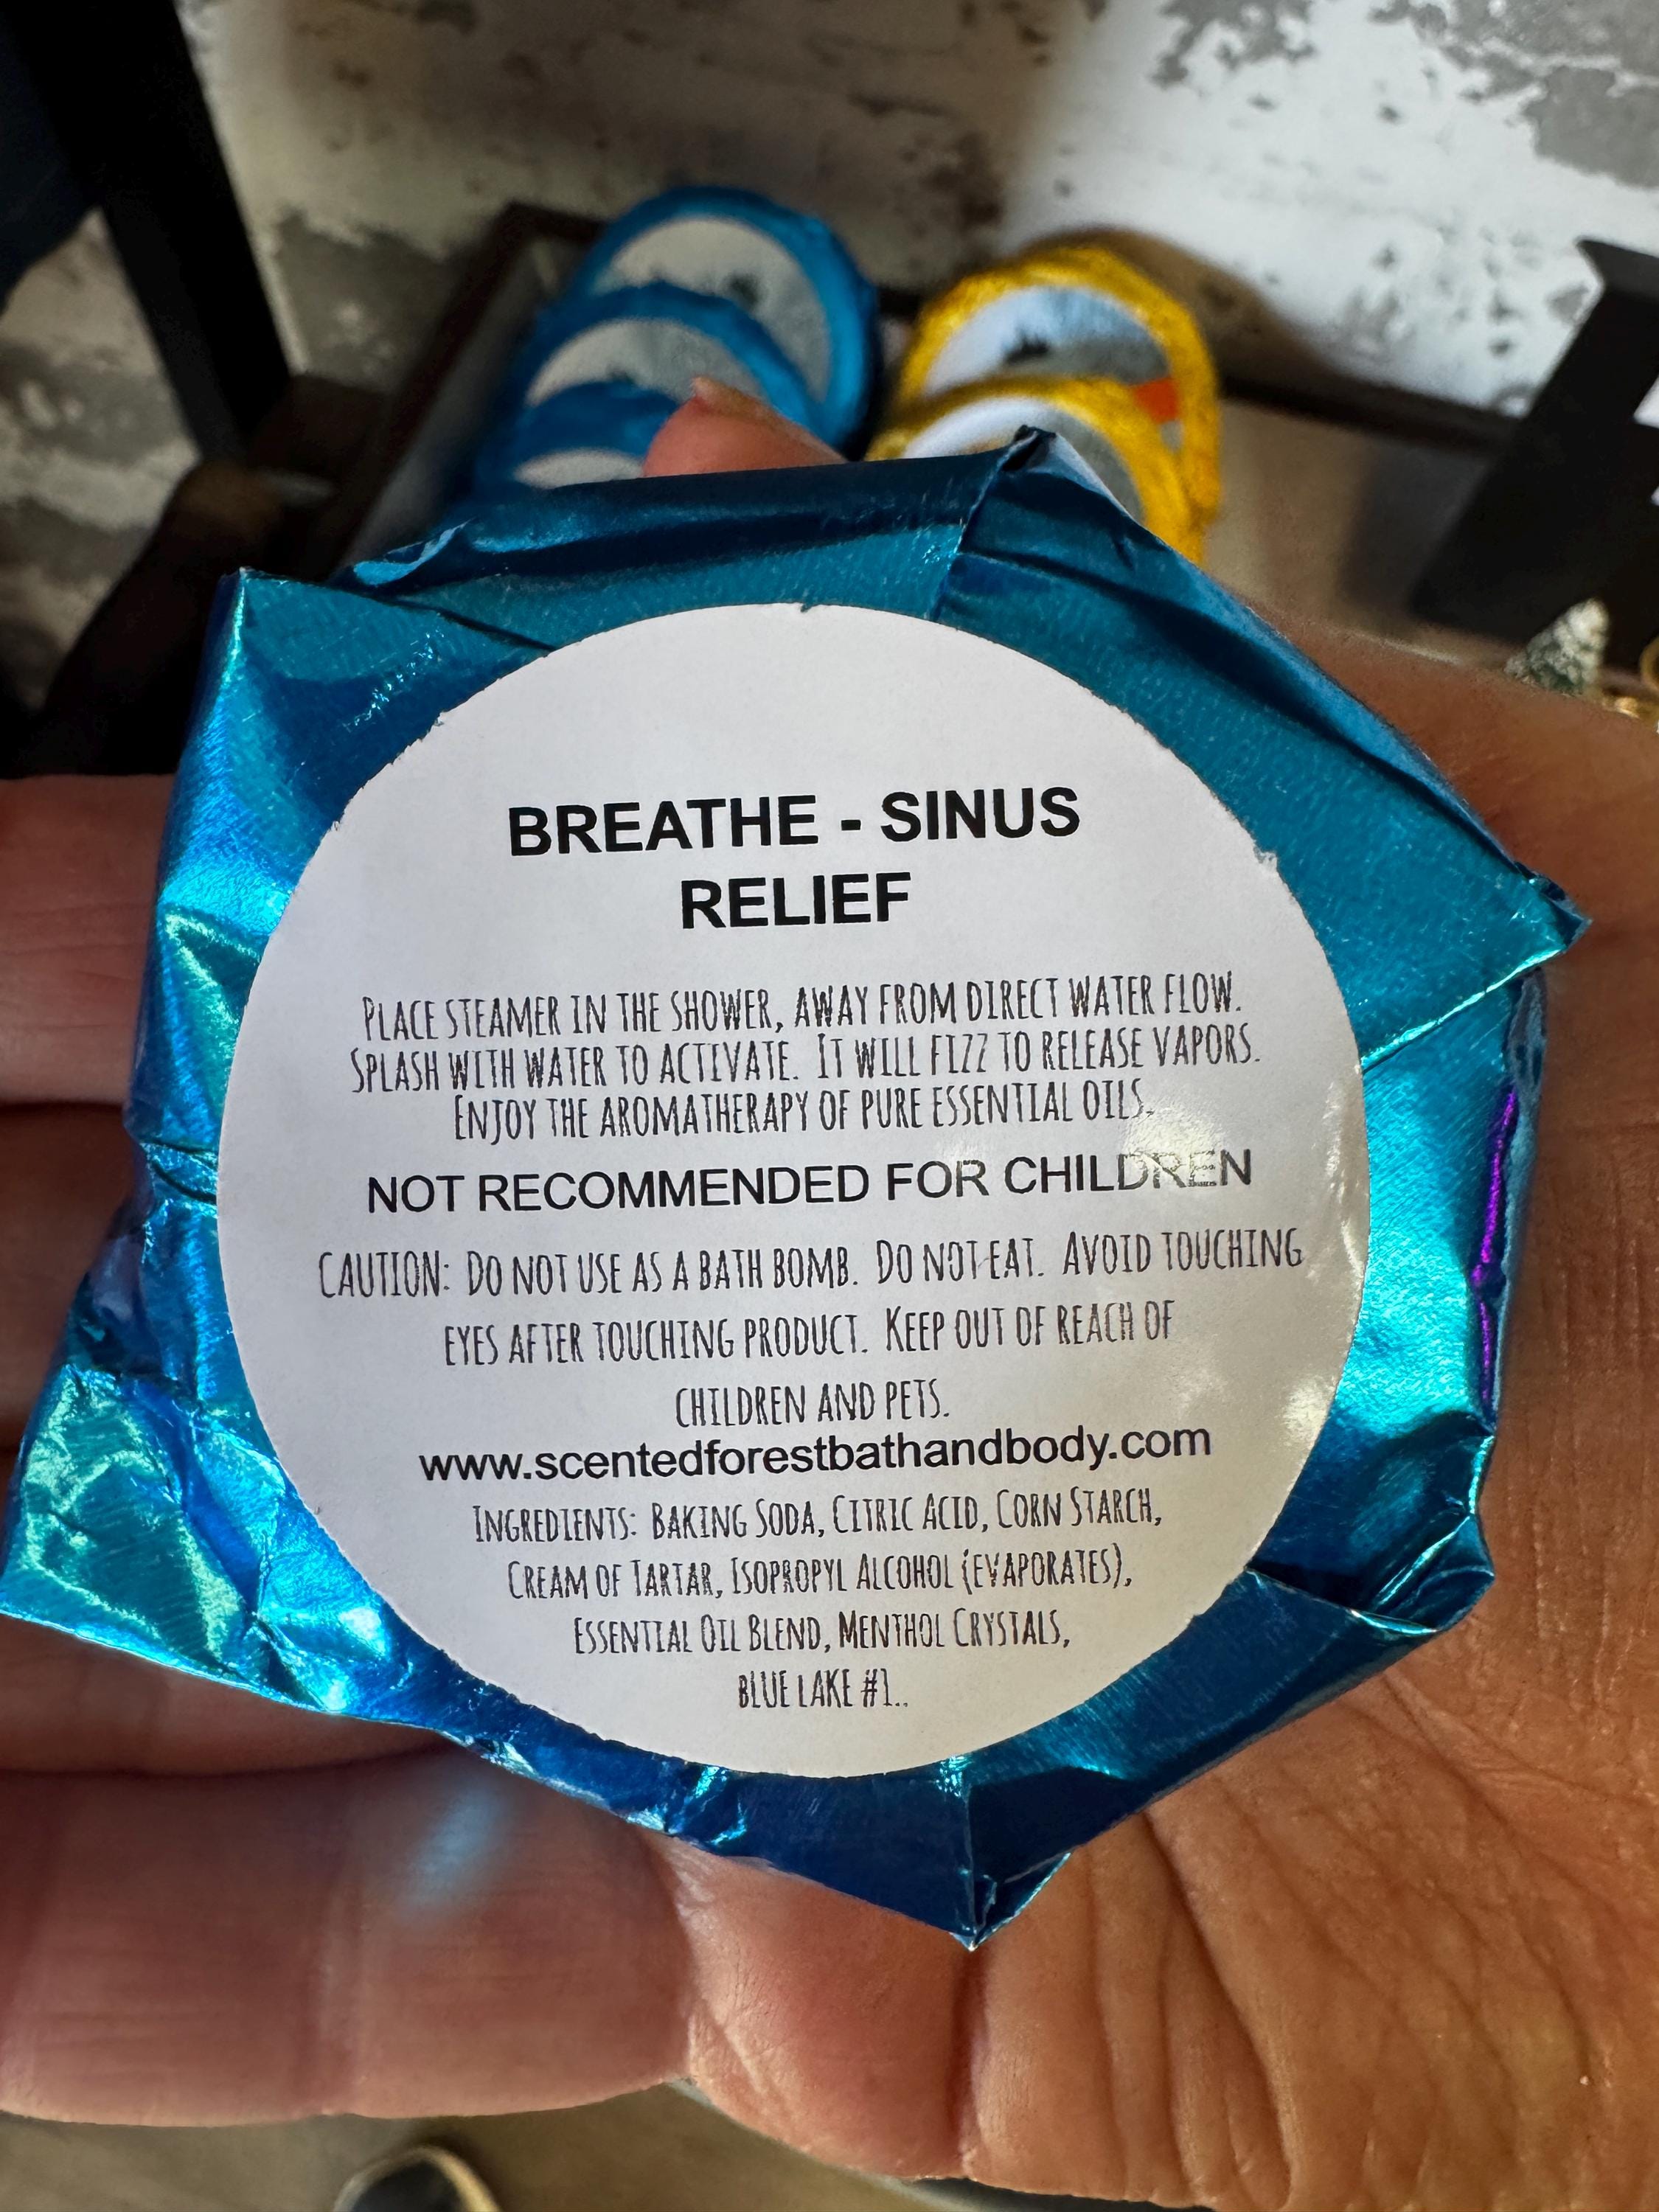 BREATHE - SINUS
RELIEF
PLACE STEAMER IN THE SHOWER, AWAY FROM DIRECT WATER FLOW.
SPLASH WITH WATER TO ACTIVATE. IT WILL FIZZ TO RELEASE VAPORS.
ENJOY THE AROMATHERAPY OF PURE ESSENTIAL OILS.
NOT RECOMMENDED FOR CHILDREN
CAUTION: DO NOT USE AS A BATH BOMB. DO NOT EAT. AVOID TOUCHING
EYES AFTER TOUCHING PRODUCT. KEEP OUT OF REACH OF
CHILDREN AND PETS.
www.scentedforestbathandbody.com
INGREDIENTS: BAKING SODA, CITRIC ACID, CORN STARCH,
CREAM OF TARTAR, ISOPROPYL ALCOHOL (EVAPORATES),
ESSENTIAL OIL BLEND, MENTHOL CRYSTALS,
BLUE LAKE #1..